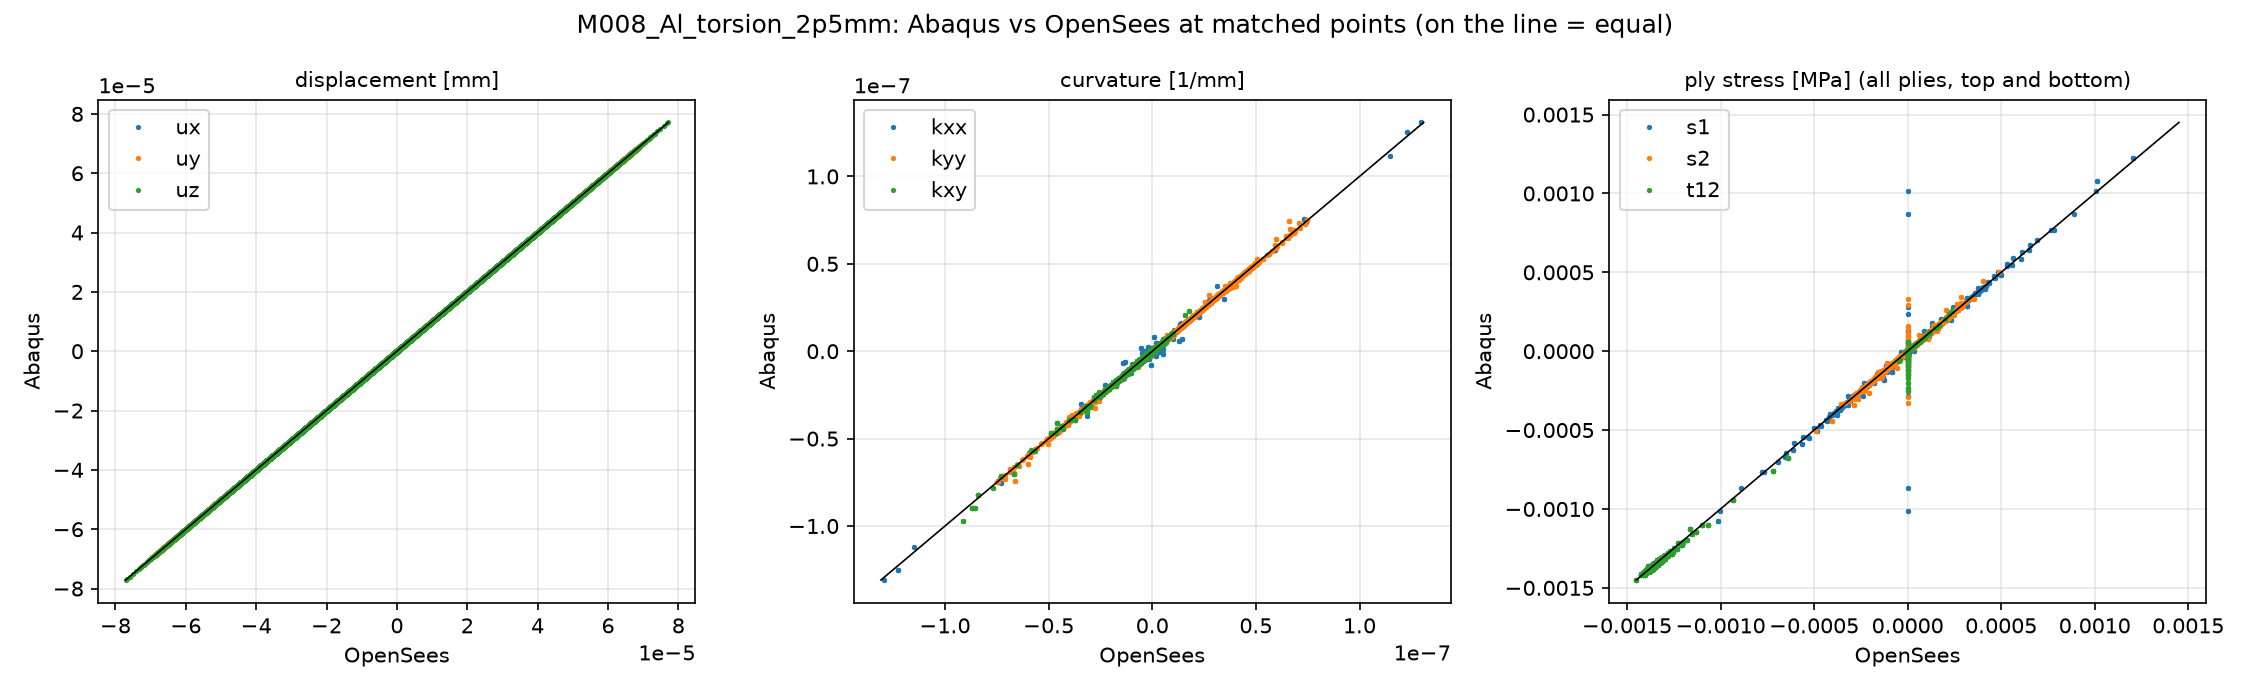 M008_Al_torsion_2p5mm: Abaqus vs OpenSees at matched points (on the line = equal)
displacement [mm]
1e−5
ux
uy
uz
8
6
4
2
0
−2
−4
−6
−8
Abaqus
−8 −6 −4 −2 0 2 4 6 8
OpenSees
1e−5
curvature [1/mm]
1e−7
kxx
kyy
kxy
1.0
0.5
0.0
−0.5
−1.0
Abaqus
−1.0 −0.5 0.0 0.5 1.0
OpenSees
1e−7
ply stress [MPa] (all plies, top and bottom)
s1
s2
t12
0.0015
0.0010
0.0005
0.0000
−0.0005
−0.0010
−0.0015
Abaqus
−0.0015 −0.0010 −0.0005 0.0000 0.0005 0.0010 0.0015
OpenSees